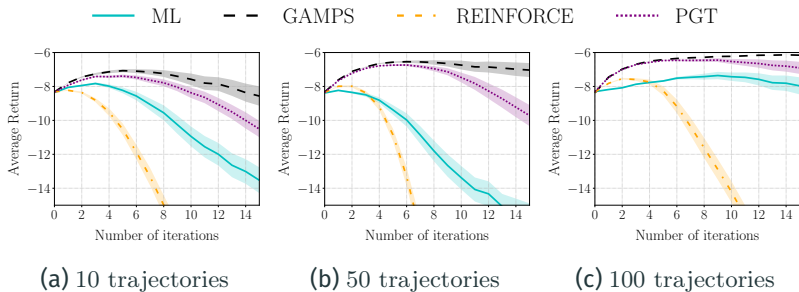 ML GAMPS REINFORCE PGT
−6
−8
−10
−12
−14
Average Return
0 2 4 6 8 10 12 14
Number of iterations
(a) 10 trajectories
−6
−8
−10
−12
−14
Average Return
0 2 4 6 8 10 12 14
Number of iterations
(b) 50 trajectories
−6
−8
−10
−12
−14
Average Return
0 2 4 6 8 10 12 14
Number of iterations
(c) 100 trajectories